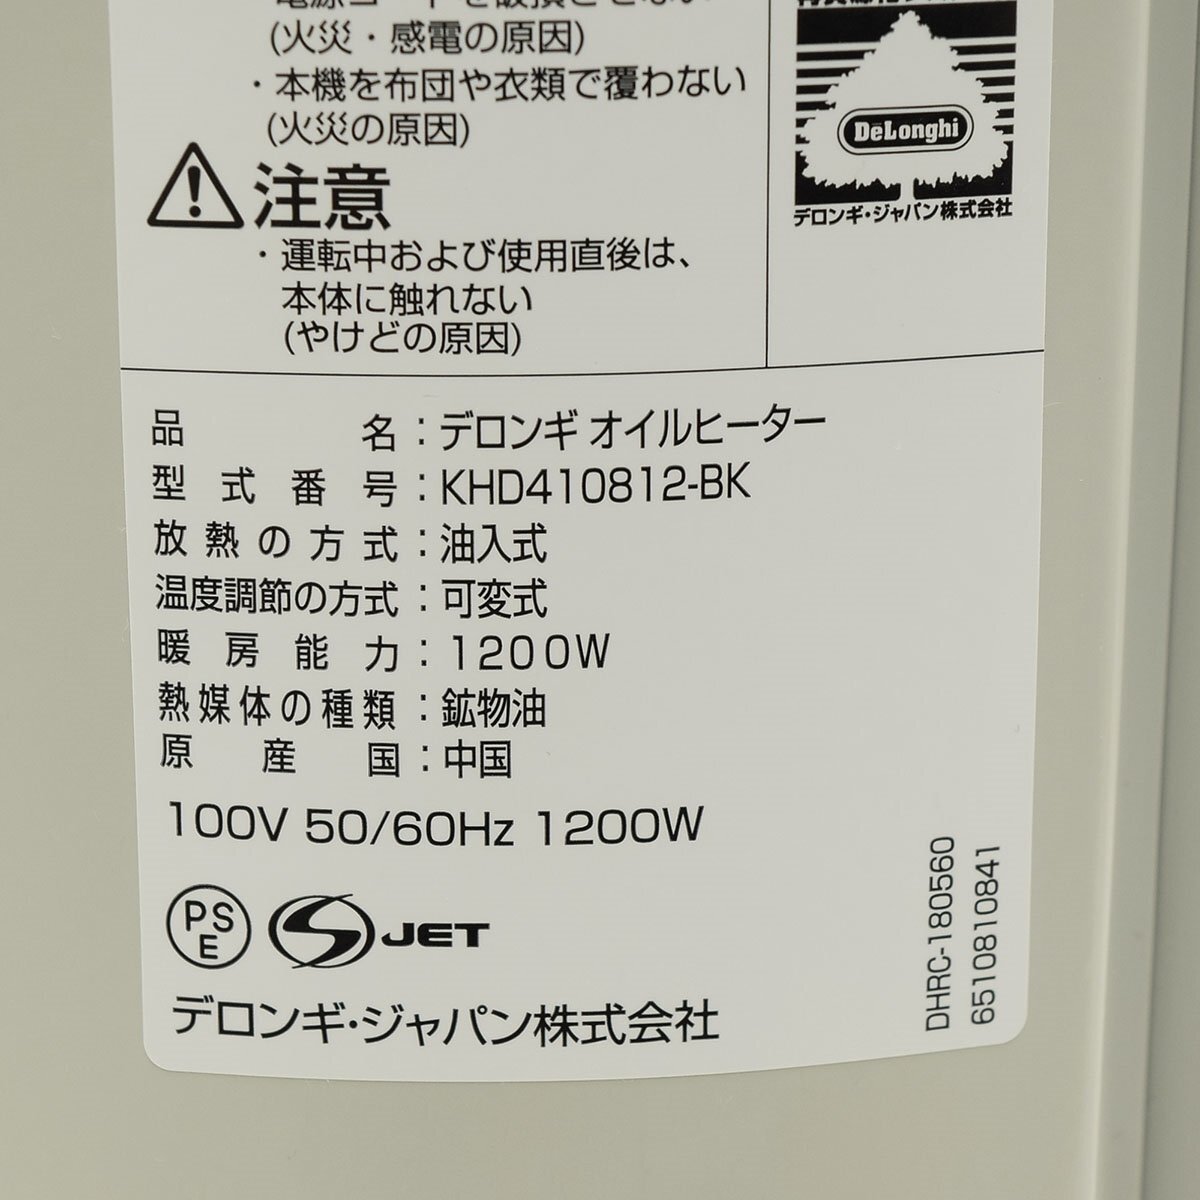 (火災・感電の原因)
・本機を布団や衣類で覆わない
(火災の原因)
注意
・運転中および使用直後は、
本体に触れない
(やけどの原因)
DēLonghi
デロンギ・ジャパン株式会社
品名：デロンギ オイルヒーター
型式番号：KHD410812-BK
放熱の方式：油入式
温度調節の方式：可変式
暖房能力：1200W
熱媒体の種類：鉱物油
原産国：中国
100V 50/60Hz 1200W
PSE
JET
デロンギ・ジャパン株式会社
DHRC-180560
651081084​1